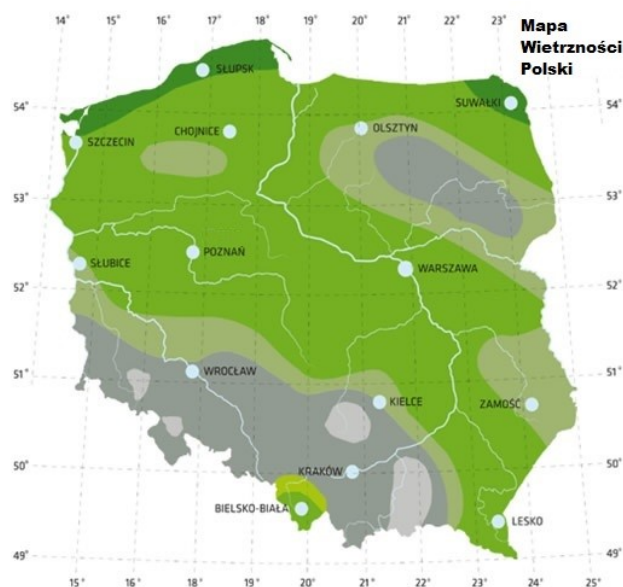 14° 15° 16° 17° 18° 19° 20° 21° 22° 23°
Mapa
Wietrzności
Polski
SŁUPSK
54° SUWAŁKI 54°
CHOJNICE OLSZTYN
SZCZECIN
53° 53°
POZNAŃ
SŁUBICE WARSZAWA
52° 52°
WROCŁAW
51° 51°
KIELCE ZAMOŚĆ
50° KRAKÓW 50°
BIELSKO-BIAŁA LESKO
49° 49°
15° 16° 17° 18° 19° 20° 21° 22° 23° 24° 25°